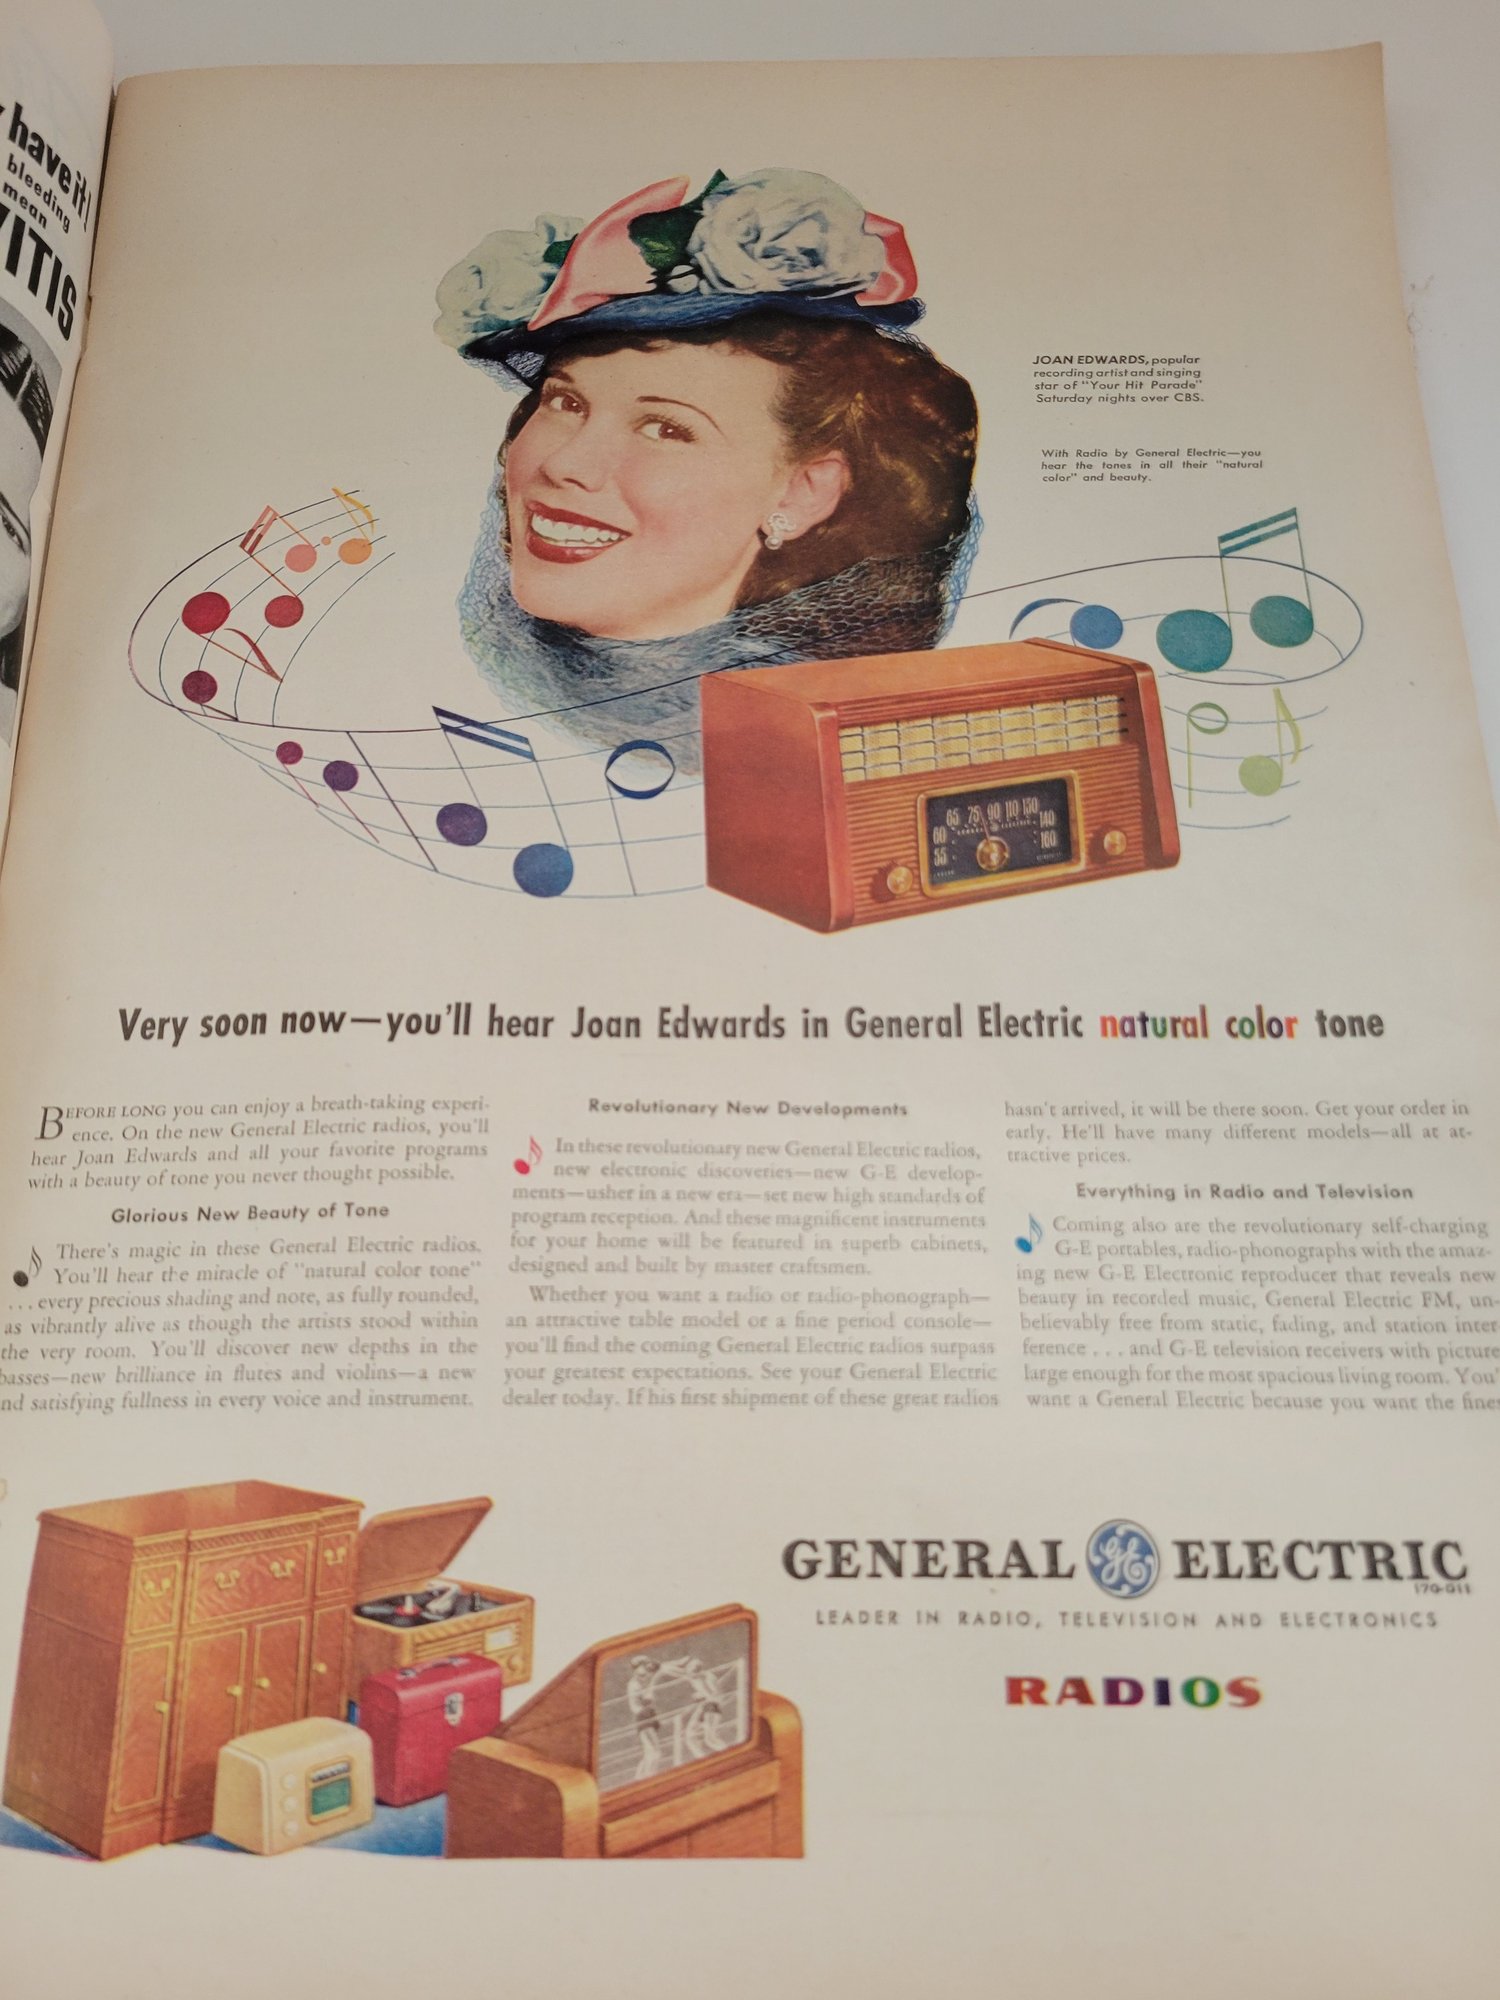 have it!
bleeding
mean
VITIS
JOAN EDWARDS, popular
recording artist and singing
star of "Your Hit Parade"
Saturday nights over CBS.
With Radio by General Electric—you
hear the tones in all their "natural
color" and beauty.
55 60 65 75 90 110 130 140 160
Very soon now—you'll hear Joan Edwards in General Electric natural color tone
BEFORE LONG you can enjoy a breath-taking experi-
ence. On the new General Electric radios, you'll
hear Joan Edwards and all your favorite programs
with a beauty of tone you never thought possible.
Glorious New Beauty of Tone
There's magic in these General Electric radios.
You'll hear the miracle of "natural color tone"
... every precious shading and note, as fully rounded,
as vibrantly alive as though the artists stood within
the very room. You'll discover new depths in the
basses—new brilliance in flutes and violins—a new
nd satisfying fullness in every voice and instrument.
Revolutionary New Developments
In these revolutionary new General Electric radios,
new electronic discoveries—new G-E develop-
ments—usher in a new era—set new high standards of
program reception. And these magnificent instruments
for your home will be featured in superb cabinets,
designed and built by master craftsmen.
Whether you want a radio or radio-phonograph—
an attractive table model or a fine period console—
you'll find the coming General Electric radios surpass
your greatest expectations. See your General Electric
dealer today. If his first shipment of these great radios
hasn't arrived, it will be there soon. Get your order in
early. He'll have many different models—all at at-
tractive prices.
Everything in Radio and Television
Coming also are the revolutionary self-charging
G-E portables, radio-phonographs with the amaz-
ing new G-E Electronic reproducer that reveals new
beauty in recorded music, General Electric FM, un-
believably free from static, fading, and station inter
ference ... and G-E television receivers with picture
large enough for the most spacious living room. You'
want a General Electric because you want the fines
GENERAL GE ELECTRIC
170-G11
LEADER IN RADIO, TELEVISION AND ELECTRONICS
RADIOS